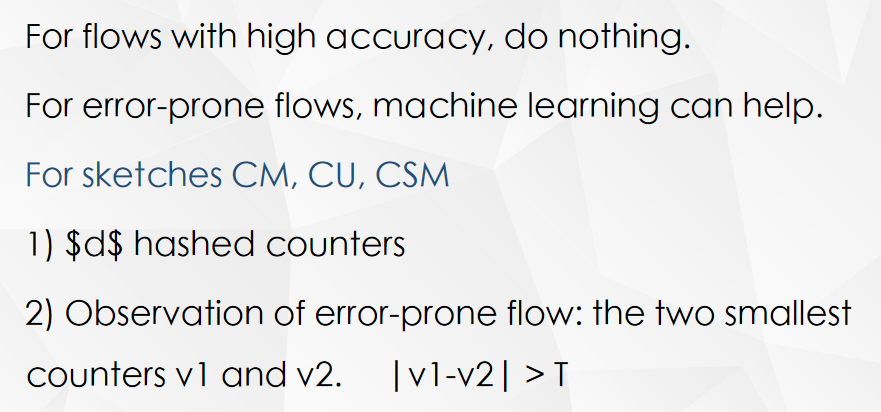 For flows with high accuracy, do nothing.
For error-prone flows, machine learning can help.
For sketches CM, CU, CSM
1) $d$ hashed counters
2) Observation of error-prone flow: the two smallest
counters v1 and v2. |v1-v2| > T